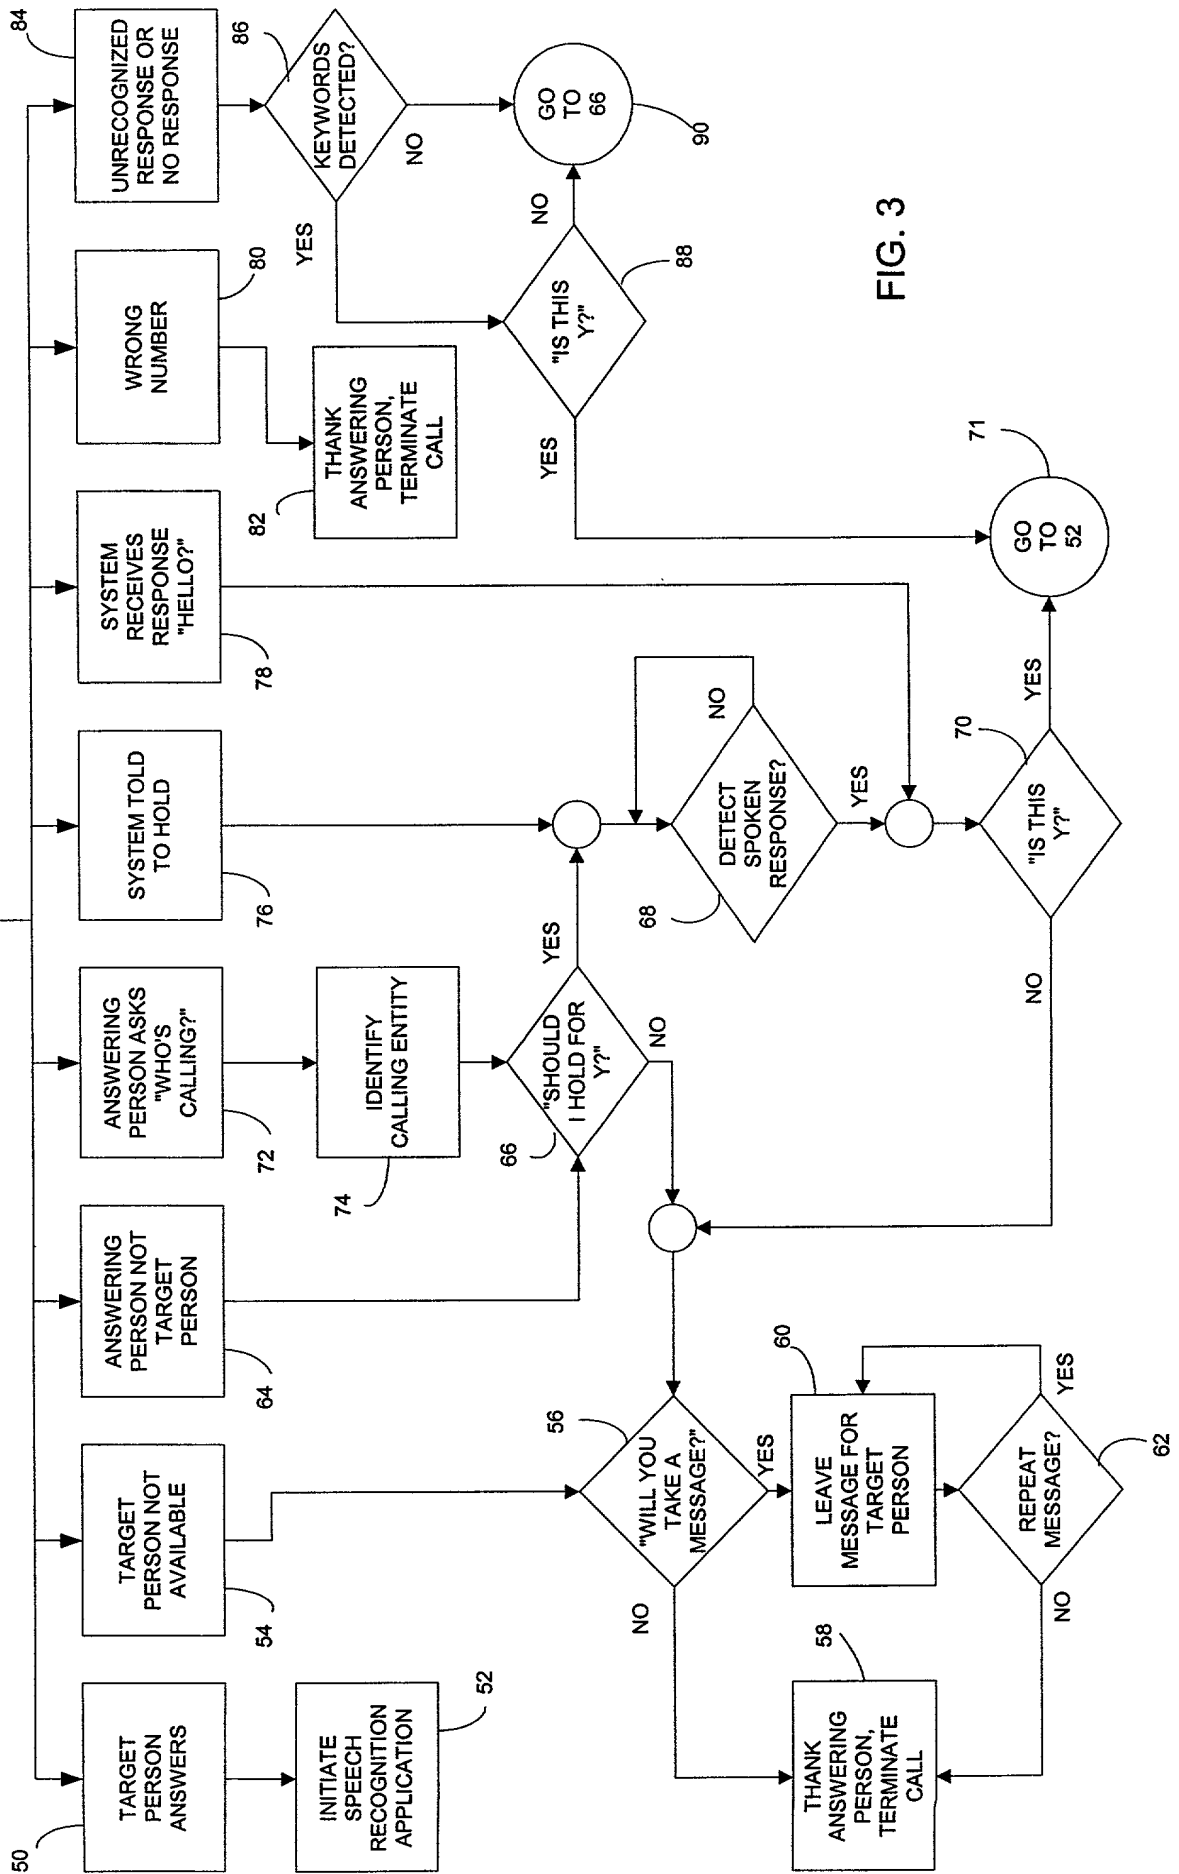 50
TARGET
PERSON
ANSWERS
INITIATE
SPEECH
RECOGNITION
APPLICATION
52
TARGET
PERSON NOT
AVAILABLE
54
ANSWERING
PERSON NOT
TARGET
PERSON
64
ANSWERING
PERSON ASKS
"WHO'S
CALLING?"
72
IDENTIFY
CALLING ENTITY
74
SYSTEM TOLD
TO HOLD
76
SYSTEM
RECEIVES
RESPONSE
"HELLO?"
78
WRONG
NUMBER
80
THANK
ANSWERING
PERSON,
TERMINATE
CALL
82
UNRECOGNIZED
RESPONSE OR
NO RESPONSE
84
KEYWORDS
DETECTED?
86
YES
NO
"IS THIS
Y?"
88
YES
NO
GO
TO
66
90
"SHOULD
I HOLD FOR
Y?"
66
YES
NO
DETECT
SPOKEN
RESPONSE?
68
NO
YES
"IS THIS
Y?"
70
YES
NO
GO
TO
52
71
"WILL YOU
TAKE A
MESSAGE?"
56
NO
YES
LEAVE
MESSAGE FOR
TARGET
PERSON
60
REPEAT
MESSAGE?
62
YES
NO
THANK
ANSWERING
PERSON,
TERMINATE
CALL
58
FIG. 3